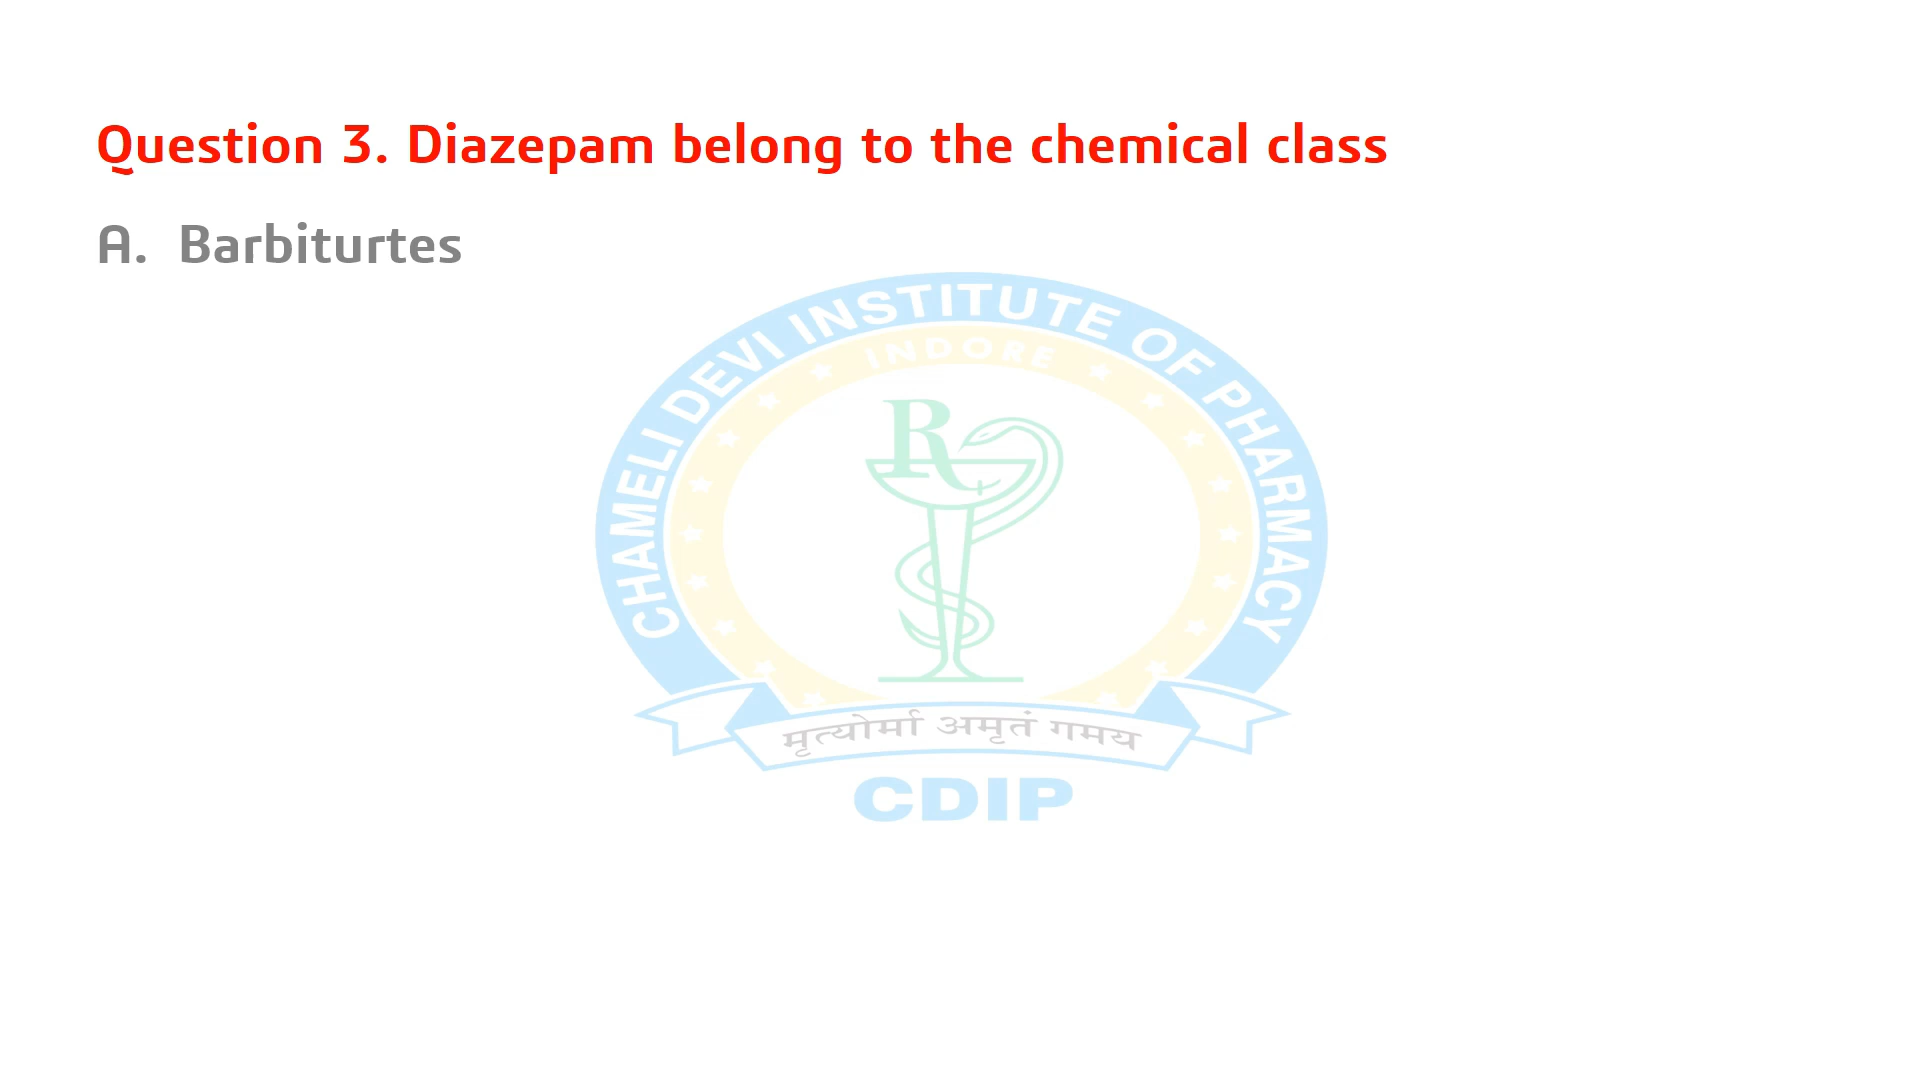 Question 3. Diazepam belong to the chemical class
A. Barbiturtes
CHAMELI DEVI INSTITUTE OF PHARMACY
INDORE
R
मृत्योर्मा अमृतं गमय
CDIP